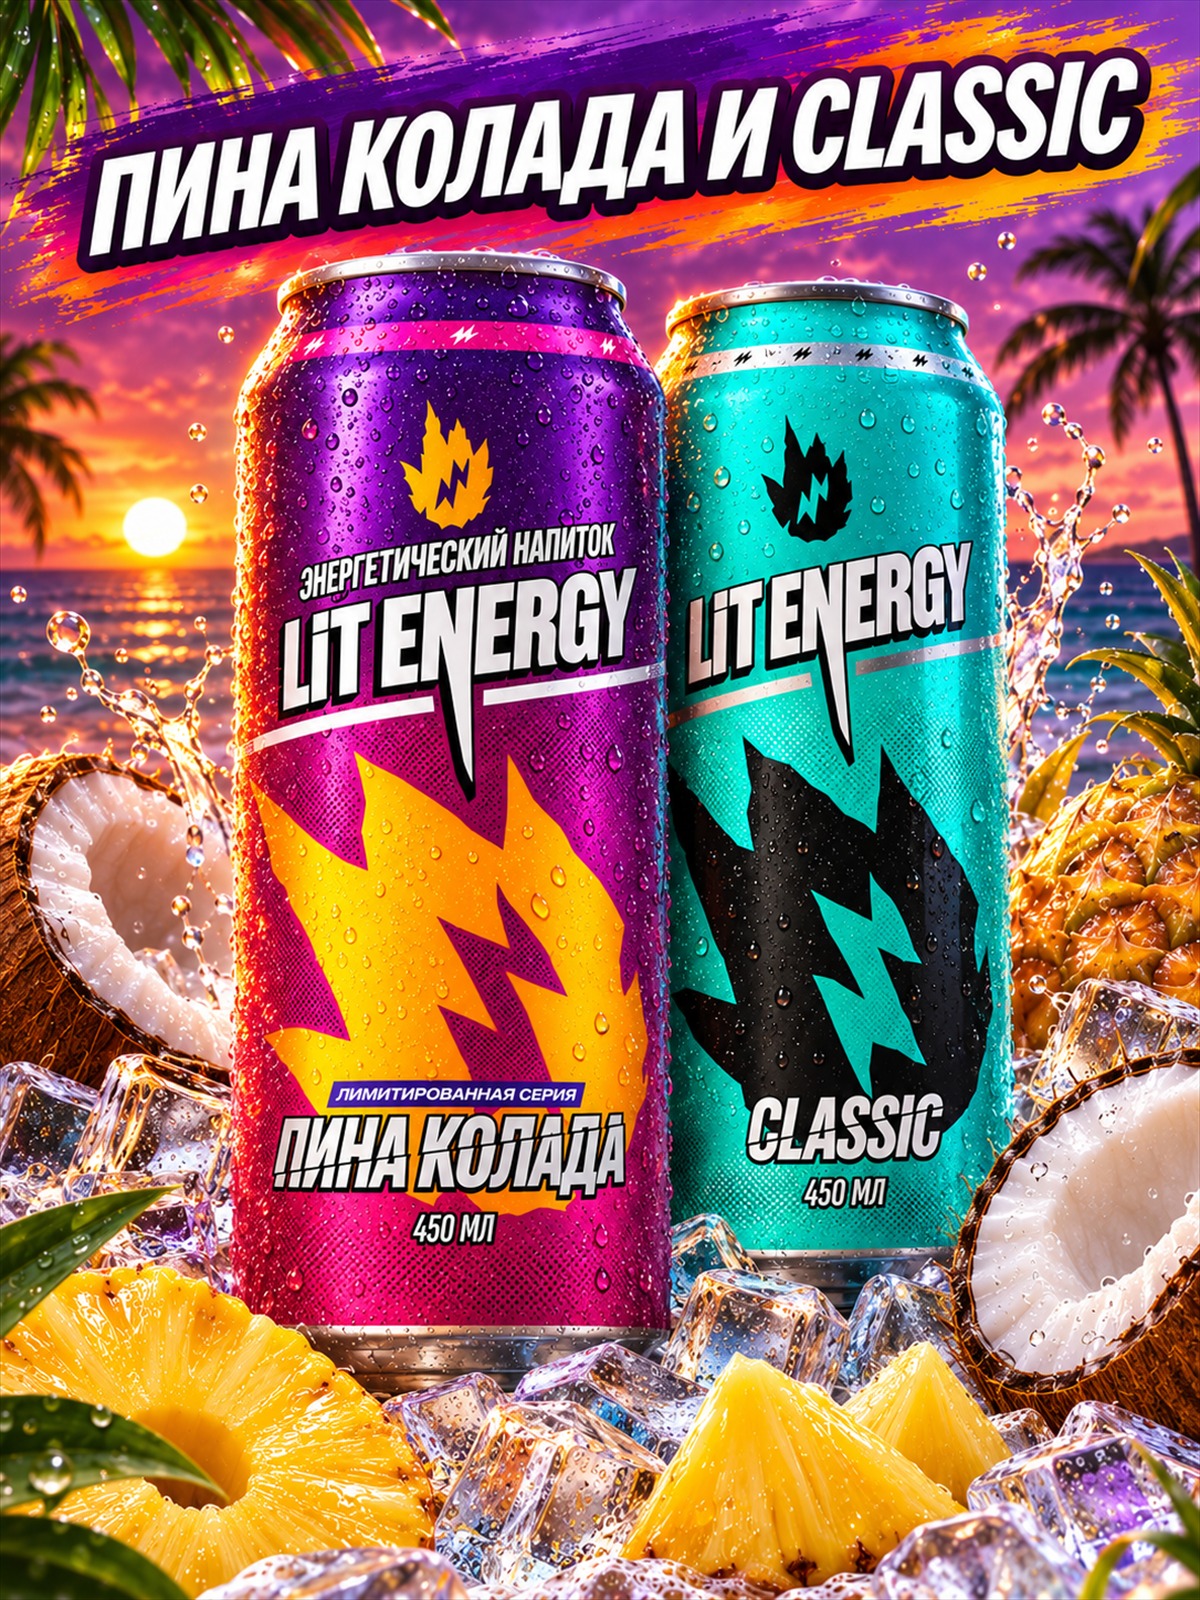 ПИНА КОЛАДА И CLASSIC
ЭНЕРГЕТИЧЕСКИЙ НАПИТОК
LiT ENERGY
ЛИМИТИРОВАННАЯ СЕРИЯ
ПИНА КОЛАДА
450 МЛ
LiT ENERGY
CLASSIC
450 МЛ